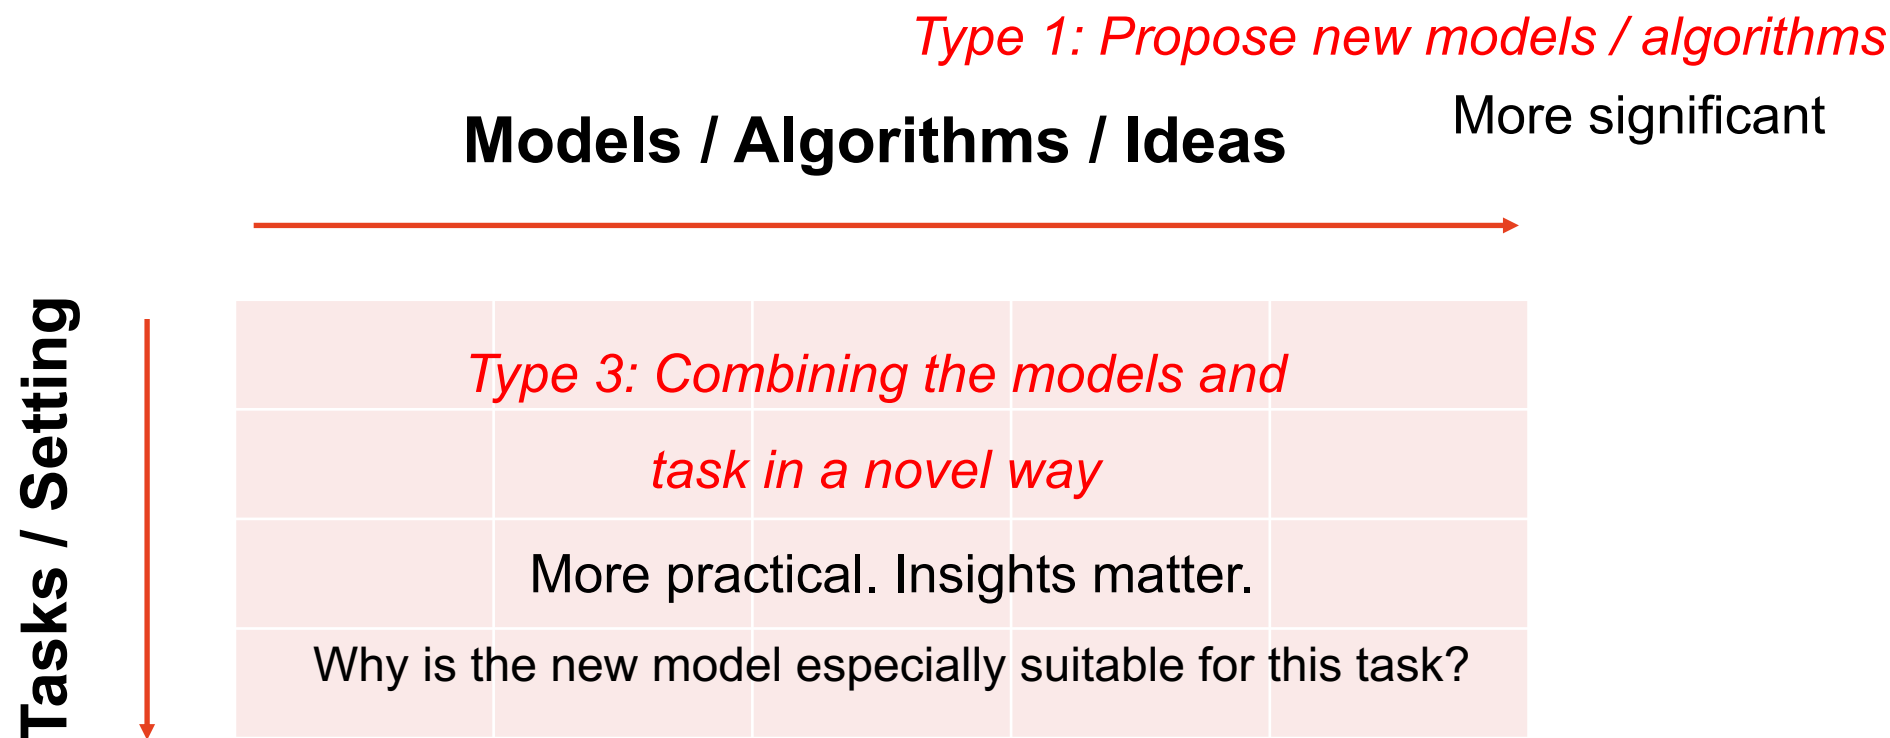 Type 1: Propose new models / algorithms
More significant
Models / Algorithms / Ideas
Tasks / Setting
Type 3: Combining the models and
task in a novel way
More practical. Insights matter.
Why is the new model especially suitable for this task?